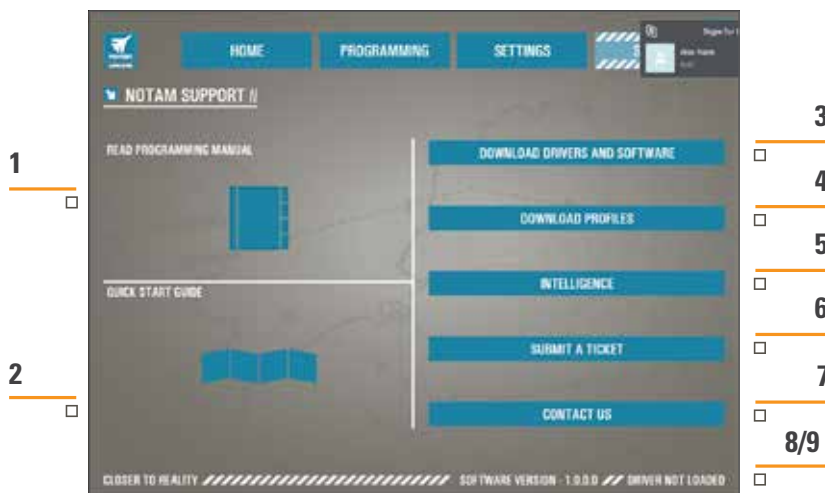 HOME PROGRAMMING SETTINGS
NOTAM SUPPORT //
READ PROGRAMMING MANUAL
DOWNLOAD DRIVERS AND SOFTWARE
DOWNLOAD PROFILES
QUICK START GUIDE
INTELLIGENCE
SUBMIT A TICKET
CONTACT US
CLOSER TO REALITY SOFTWARE VERSION - 1.0.0.0 DRIVER NOT LOADED
1
2
3
4
5
6
7
8/9